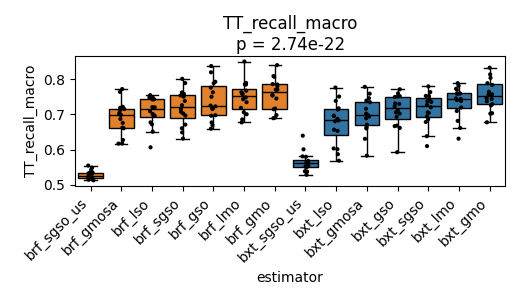 TT_recall_macro
p = 2.74e-22
TT_recall_macro
0.8
0.7
0.6
0.5
brf_sgso_us
brf_gmosa
brf_lso
brf_sgso
brf_gso
brf_lmo
brf_gmo
bxt_sgso_us
bxt_lso
bxt_gmosa
bxt_gso
bxt_sgso
bxt_lmo
bxt_gmo
estimator